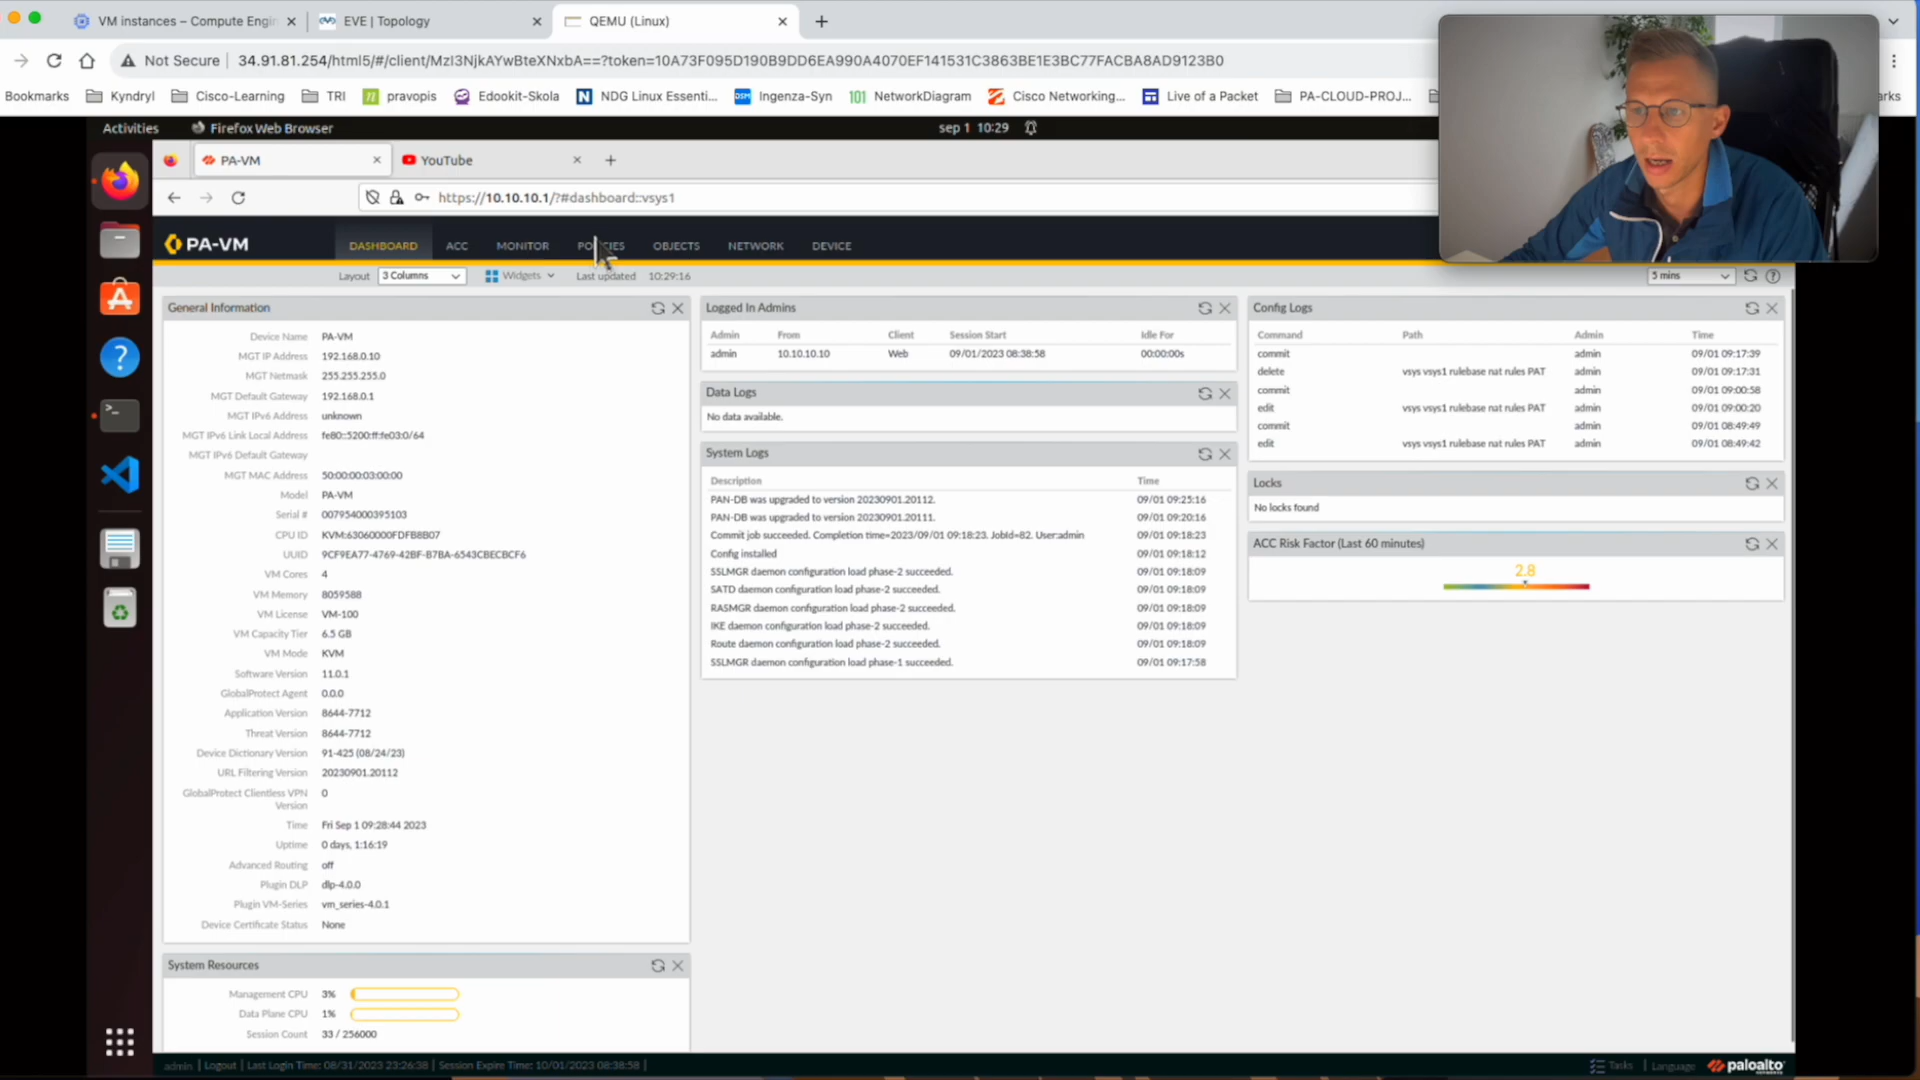 VM instances – Compute Engin
EVE | Topology
QEMU (Linux)
Not Secure
34.91.81.254/html5/#/client/MzI3NjkAYwBteXNxbA==?token=10A73F095D190B9DD6EA990A4070EF141531C3863BE1E3BC77FACBA8AD9123B0
Bookmarks Kyndryl Cisco-Learning TRI pravopis Edookit-Skola NDG Linux Essenti... Ingenza-Syn NetworkDiagram Cisco Networking... Live of a Packet PA-CLOUD-PROJ...
Activities Firefox Web Browser sep 1 10:29
PA-VM YouTube
https://10.10.10.1/?#dashboard::vsys1
PA-VM DASHBOARD ACC MONITOR POLICIES OBJECTS NETWORK DEVICE
Layout 3 Columns Widgets Last updated 10:29:16 5 mins
General Information
Device Name PA-VM
MGT IP Address 192.168.0.10
MGT Netmask 255.255.255.0
MGT Default Gateway 192.168.0.1
MGT IPv6 Address unknown
MGT IPv6 Link Local Address fe80::5200:ff:fe03:0/64
MGT IPv6 Default Gateway
MGT MAC Address 50:00:00:03:00:00
Model PA-VM
Serial # 007954000395103
CPU ID KVM:63060000FDFB8B07
UUID 9CF9EA77-4769-42BF-B7BA-6543CBECBCF6
VM Cores 4
VM Memory 8059588
VM License VM-100
VM Capacity Tier 6.5 GB
VM Mode KVM
Software Version 11.0.1
GlobalProtect Agent 0.0.0
Application Version 8644-7712
Threat Version 8644-7712
Device Dictionary Version 91-425 (08/24/23)
URL Filtering Version 20230901.20112
GlobalProtect Clientless VPN 0
Version
Time Fri Sep 1 09:28:44 2023
Uptime 0 days, 1:16:19
Advanced Routing off
Plugin DLP dlp-4.0.0
Plugin VM-Series vm_series-4.0.1
Device Certificate Status None
System Resources
Management CPU 3%
Data Plane CPU 1%
Session Count 33 / 256000
Logged In Admins
Admin From Client Session Start Idle For
admin 10.10.10.10 Web 09/01/2023 08:38:58 00:00:00s
Data Logs
No data available.
System Logs
Description Time
PAN-DB was upgraded to version 20230901.20112. 09/01 09:25:16
PAN-DB was upgraded to version 20230901.20111. 09/01 09:20:16
Commit job succeeded. Completion time=2023/09/01 09:18:23. JobId=82. User:admin 09/01 09:18:23
Config installed 09/01 09:18:12
SSLMGR daemon configuration load phase-2 succeeded. 09/01 09:18:09
SATD daemon configuration load phase-2 succeeded. 09/01 09:18:09
RASMGR daemon configuration load phase-2 succeeded. 09/01 09:18:09
IKE daemon configuration load phase-2 succeeded. 09/01 09:18:09
Route daemon configuration load phase-2 succeeded. 09/01 09:18:09
SSLMGR daemon configuration load phase-1 succeeded. 09/01 09:17:58
Config Logs
Command Path Admin Time
commit admin 09/01 09:17:39
delete vsys vsys1 rulebase nat rules PAT admin 09/01 09:17:31
commit admin 09/01 09:00:58
edit vsys vsys1 rulebase nat rules PAT admin 09/01 09:00:20
commit admin 09/01 08:49:49
edit vsys vsys1 rulebase nat rules PAT admin 09/01 08:49:42
Locks
No locks found
ACC Risk Factor (Last 60 minutes)
2.8
admin | Logout | Last Login Time: 08/31/2023 23:26:38 | Session Expire Time: 10/01/2023 08:38:58 |
Tasks | Language paloalto